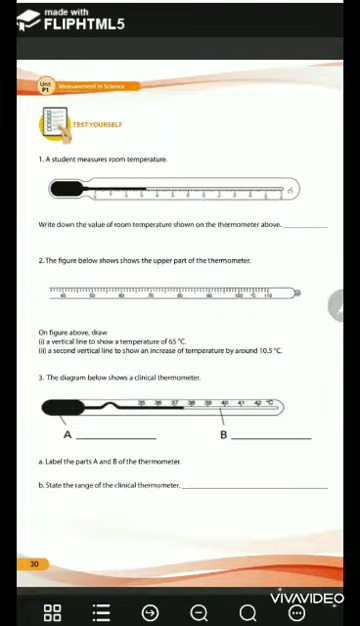 made with
FLIPHTML5
Unit
P1
Measurement in Science
TEST YOURSELF
1. A student measures room temperature.
°C
Write down the value of room temperature shown on the thermometer above. __________
2. The figure below shows shows the upper part of the thermometer.
40 50 60 70 80 90 100 °C 110
On figure above, draw
(i) a vertical line to show a temperature of 65 °C.
(ii) a second vertical line to show an increase of temperature by around 10.5 °C.
3. The diagram below shows a clinical thermometer.
35 36 37 38 39 40 41 42 °C
A __________ B __________
a. Label the parts A and B of the thermometer.
b. State the range of the clinical thermometer. __________
30
VIVAVIDEO